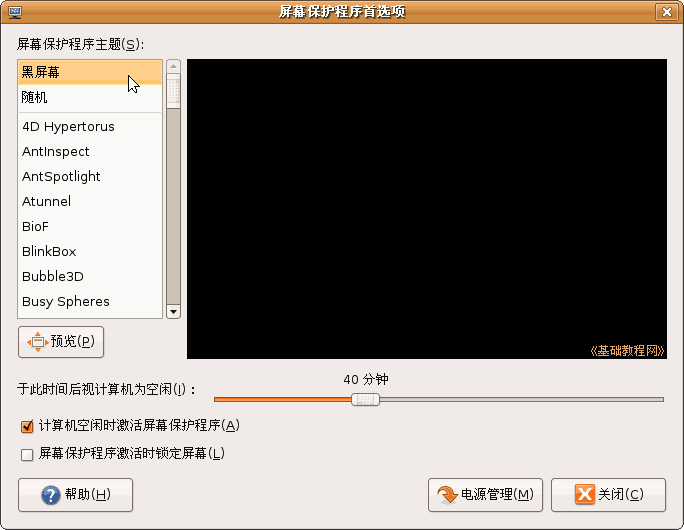 屏幕保护程序首选项
屏幕保护程序主题(S):
黑屏幕
随机
4D Hypertorus
AntInspect
AntSpotlight
Atunnel
BioF
BlinkBox
Bubble3D
Busy Spheres
《基础教程网》
预览(P)
40 分钟
于此时间后视计算机为空闲(I)：
计算机空闲时激活屏幕保护程序(A)
屏幕保护程序激活时锁定屏幕(L)
帮助(H)
电源管理(M)
关闭(C)